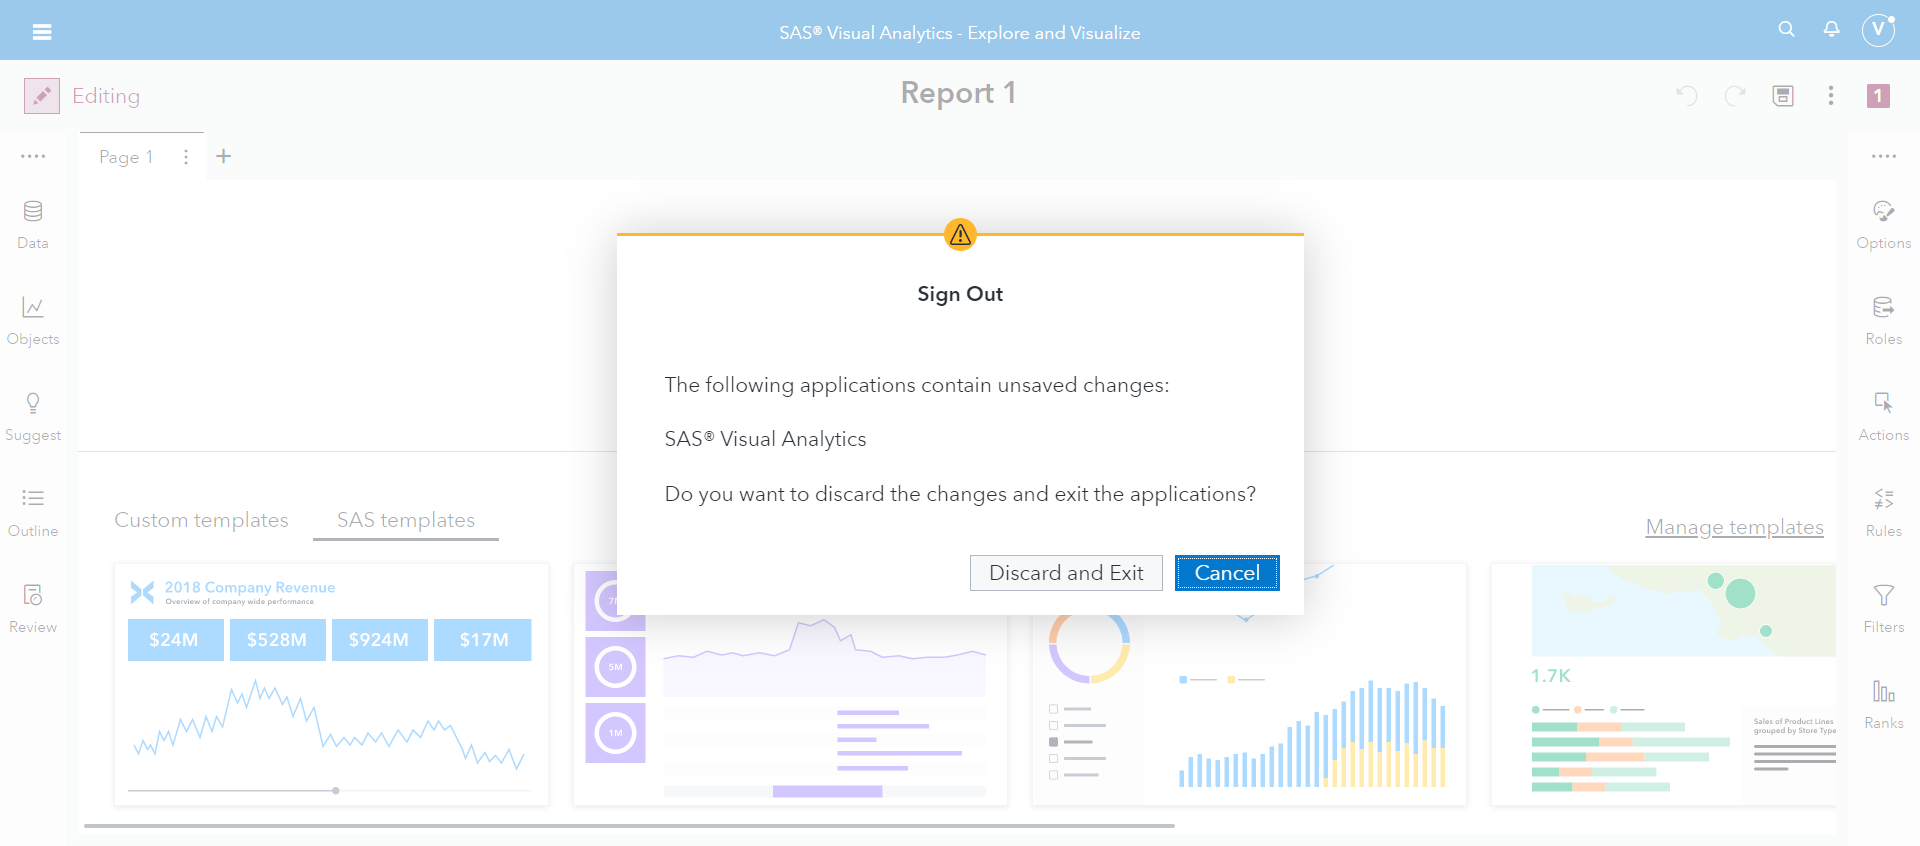 SAS® Visual Analytics - Explore and Visualize
V
Editing
Report 1
1
Page 1
Data
Objects
Suggest
Outline
Review
Options
Roles
Actions
Rules
Filters
Ranks
Sign Out
The following applications contain unsaved changes:
SAS® Visual Analytics
Do you want to discard the changes and exit the applications?
Discard and Exit
Cancel
Custom templates
SAS templates
Manage templates
2018 Company Revenue
Overview of company wide performance
$24M
$528M
$924M
$17M
5M
1M
1.7K
Sales of Product Lines
grouped by Store Type